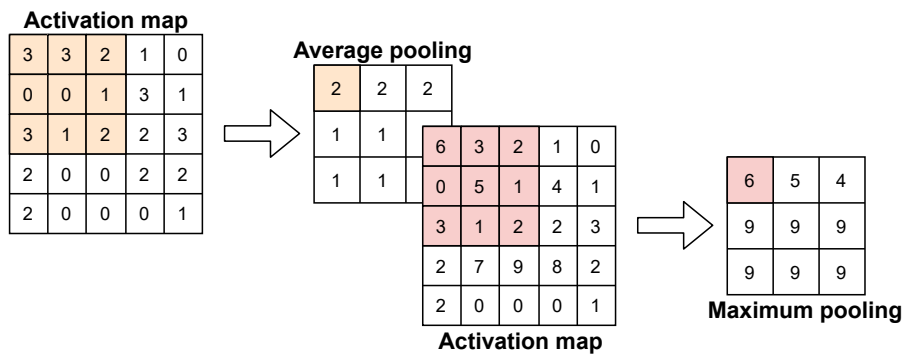 Activation map
3 3 2 1 0
0 0 1 3 1
3 1 2 2 3
2 0 0 2 2
2 0 0 0 1
Average pooling
2 2 2
1 1
1 1
6 3 2 1 0
0 5 1 4 1
3 1 2 2 3
2 7 9 8 2
2 0 0 0 1
Activation map
6 5 4
9 9 9
9 9 9
Maximum pooling